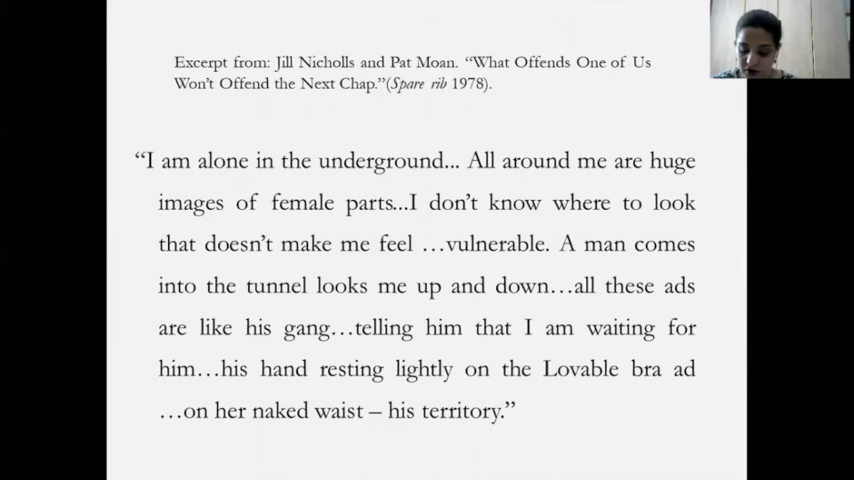 Excerpt from: Jill Nicholls and Pat Moan. “What Offends One of Us
Won’t Offend the Next Chap.”(Spare rib 1978).
“I am alone in the underground... All around me are huge
images of female parts...I don’t know where to look
that doesn’t make me feel …vulnerable. A man comes
into the tunnel looks me up and down…all these ads
are like his gang…telling him that I am waiting for
him…his hand resting lightly on the Lovable bra ad
…on her naked waist – his territory.”